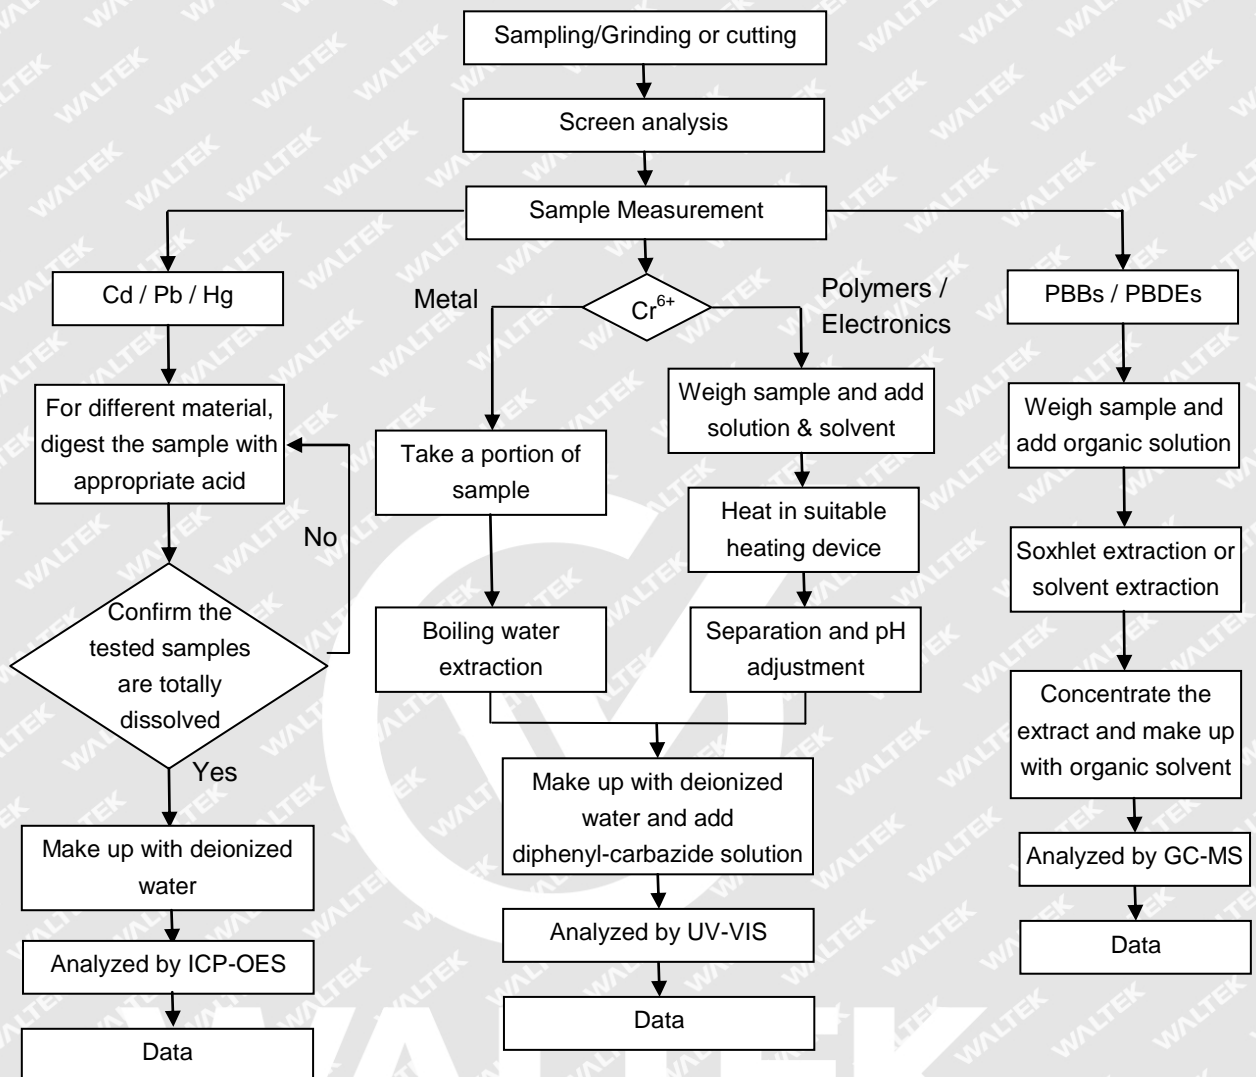 Sampling/Grinding or cutting
Screen analysis
Sample Measurement
Cd / Pb / Hg
For different material,
digest the sample with
appropriate acid
No
Confirm the
tested samples
are totally
dissolved
Yes
Make up with deionized
water
Analyzed by ICP-OES
Data
Cr6+
Metal
Take a portion of
sample
Boiling water
extraction
Polymers /
Electronics
Weigh sample and add
solution & solvent
Heat in suitable
heating device
Separation and pH
adjustment
Make up with deionized
water and add
diphenyl-carbazide solution
Analyzed by UV-VIS
Data
PBBs / PBDEs
Weigh sample and
add organic solution
Soxhlet extraction or
solvent extraction
Concentrate the
extract and make up
with organic solvent
Analyzed by GC-MS
Data
WALTEK